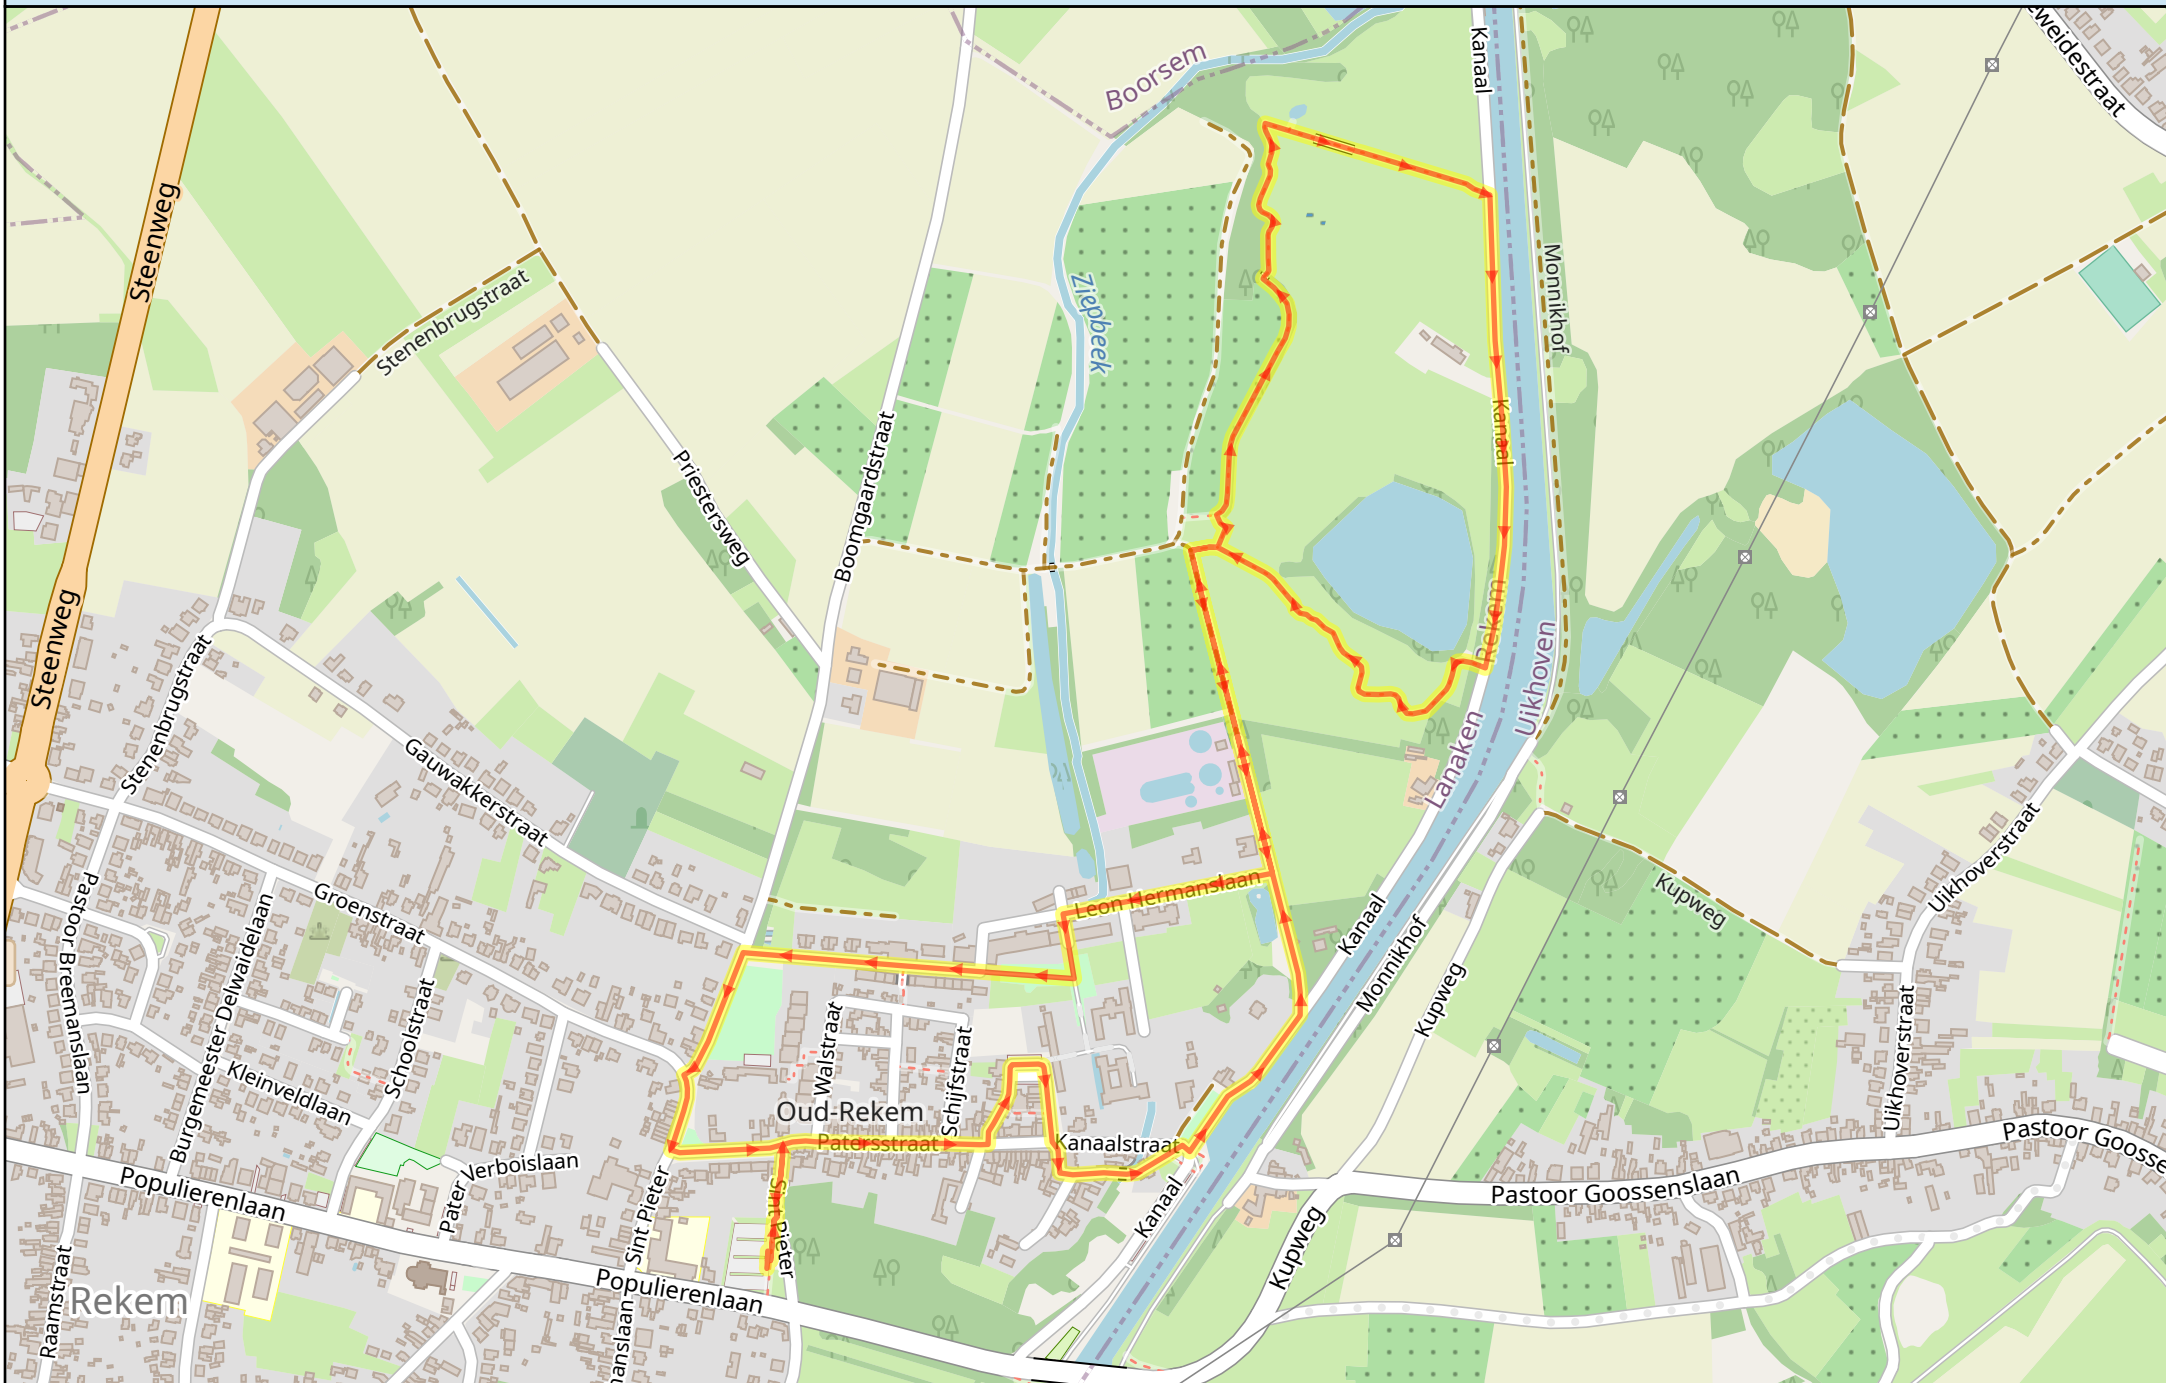 Kanaal
eweidestraat
Boorsem
Steenweg
Monnikhof
Stenenbrugstraat
Ziepbeek
Kanaal
Boomgaardstraat
Priestersweg
Steenweg
Rekem
Uikhoven
Stenenbrugstraat
Lanaken
Gauwakkerstraat
Uikhoverstraat
Kupweg
Pastoor Breemanslaan
Groenstraat
Leon Hermanslaan
Kanaal
Burgemeester Delwaidelaan
Monnikhof
Kupweg
Schoolstraat
Walstraat
Schijfstraat
Uikhoverstraat
Kleinveldlaan
Oud-Rekem
Patersstraat
Kanaalstraat
Pastoor Goosse
Pater Verboislaan
Populierenlaan
Sint Pieter
Sint Pieter
Kanaal
Pastoor Goossenslaan
Kupweg
Raamstraat
Rekem
Populierenlaan
manslaan